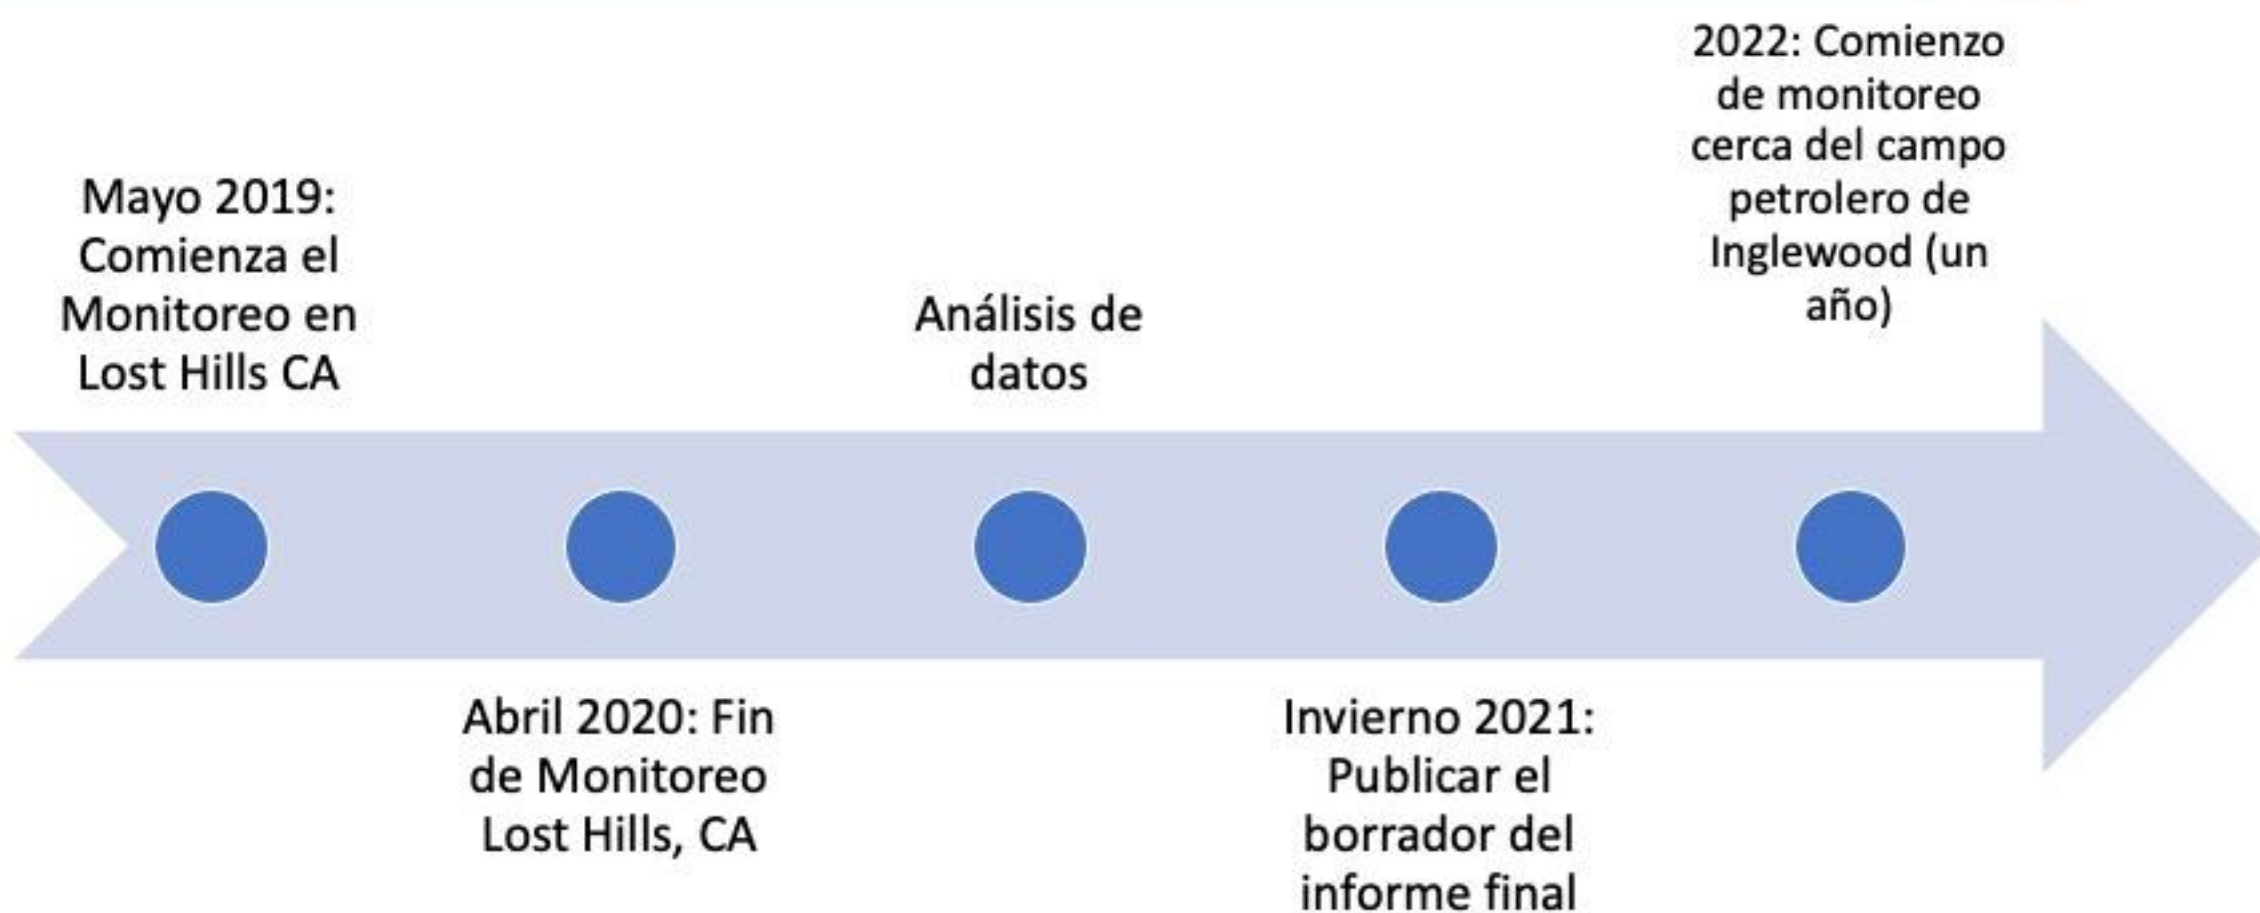 Mayo 2019:
Comienza el
Monitoreo en
Lost Hills CA
Abril 2020: Fin
de Monitoreo
Lost Hills, CA
Análisis de
datos
Invierno 2021:
Publicar el
borrador del
informe final
2022: Comienzo
de monitoreo
cerca del campo
petrolero de
Inglewood (un
año)